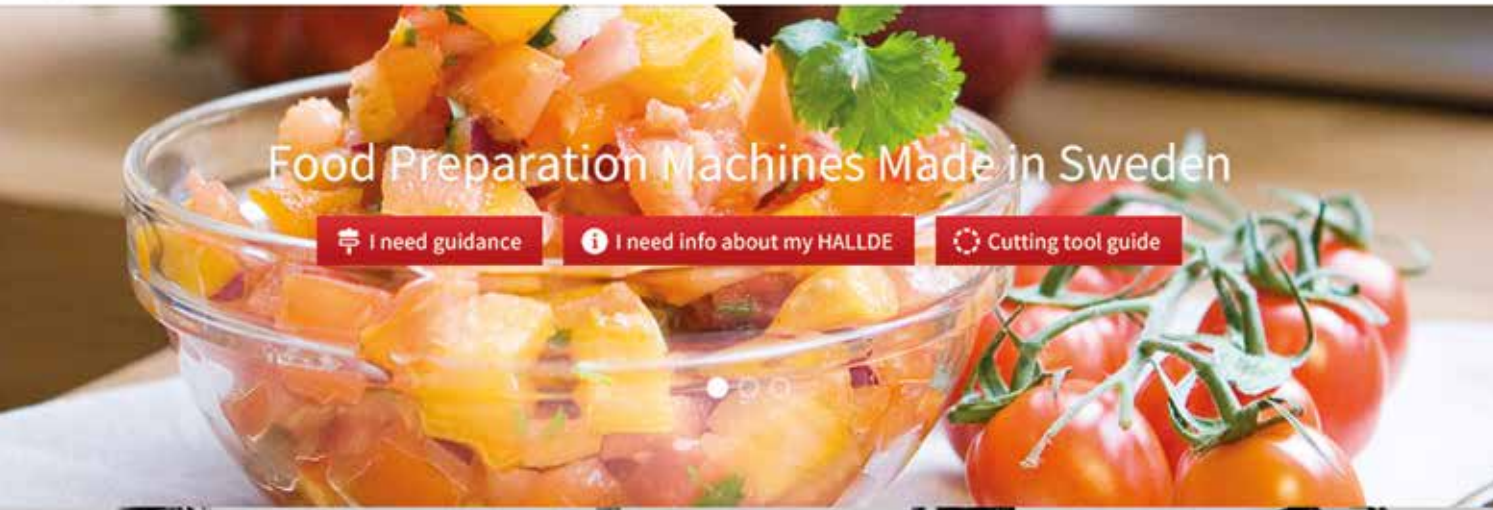 Food Preparation Machines Made in Sweden
I need guidance
I need info about my HALLDE
Cutting tool guide